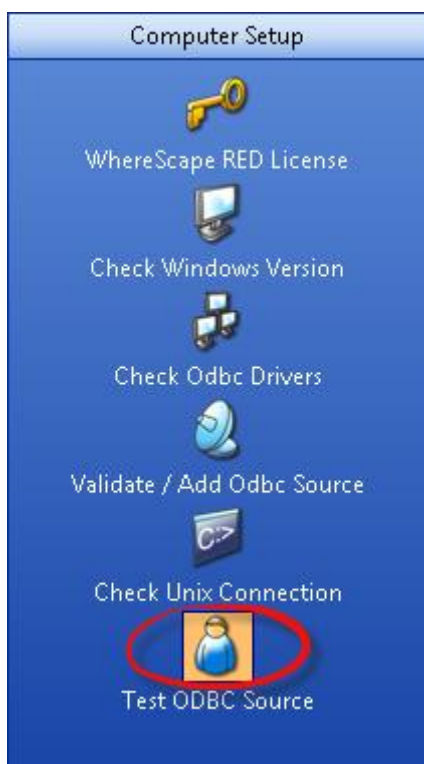 Computer Setup
WhereScape RED License
Check Windows Version
Check Odbc Drivers
Validate / Add Odbc Source
C:>
Check Unix Connection
Test ODBC Source